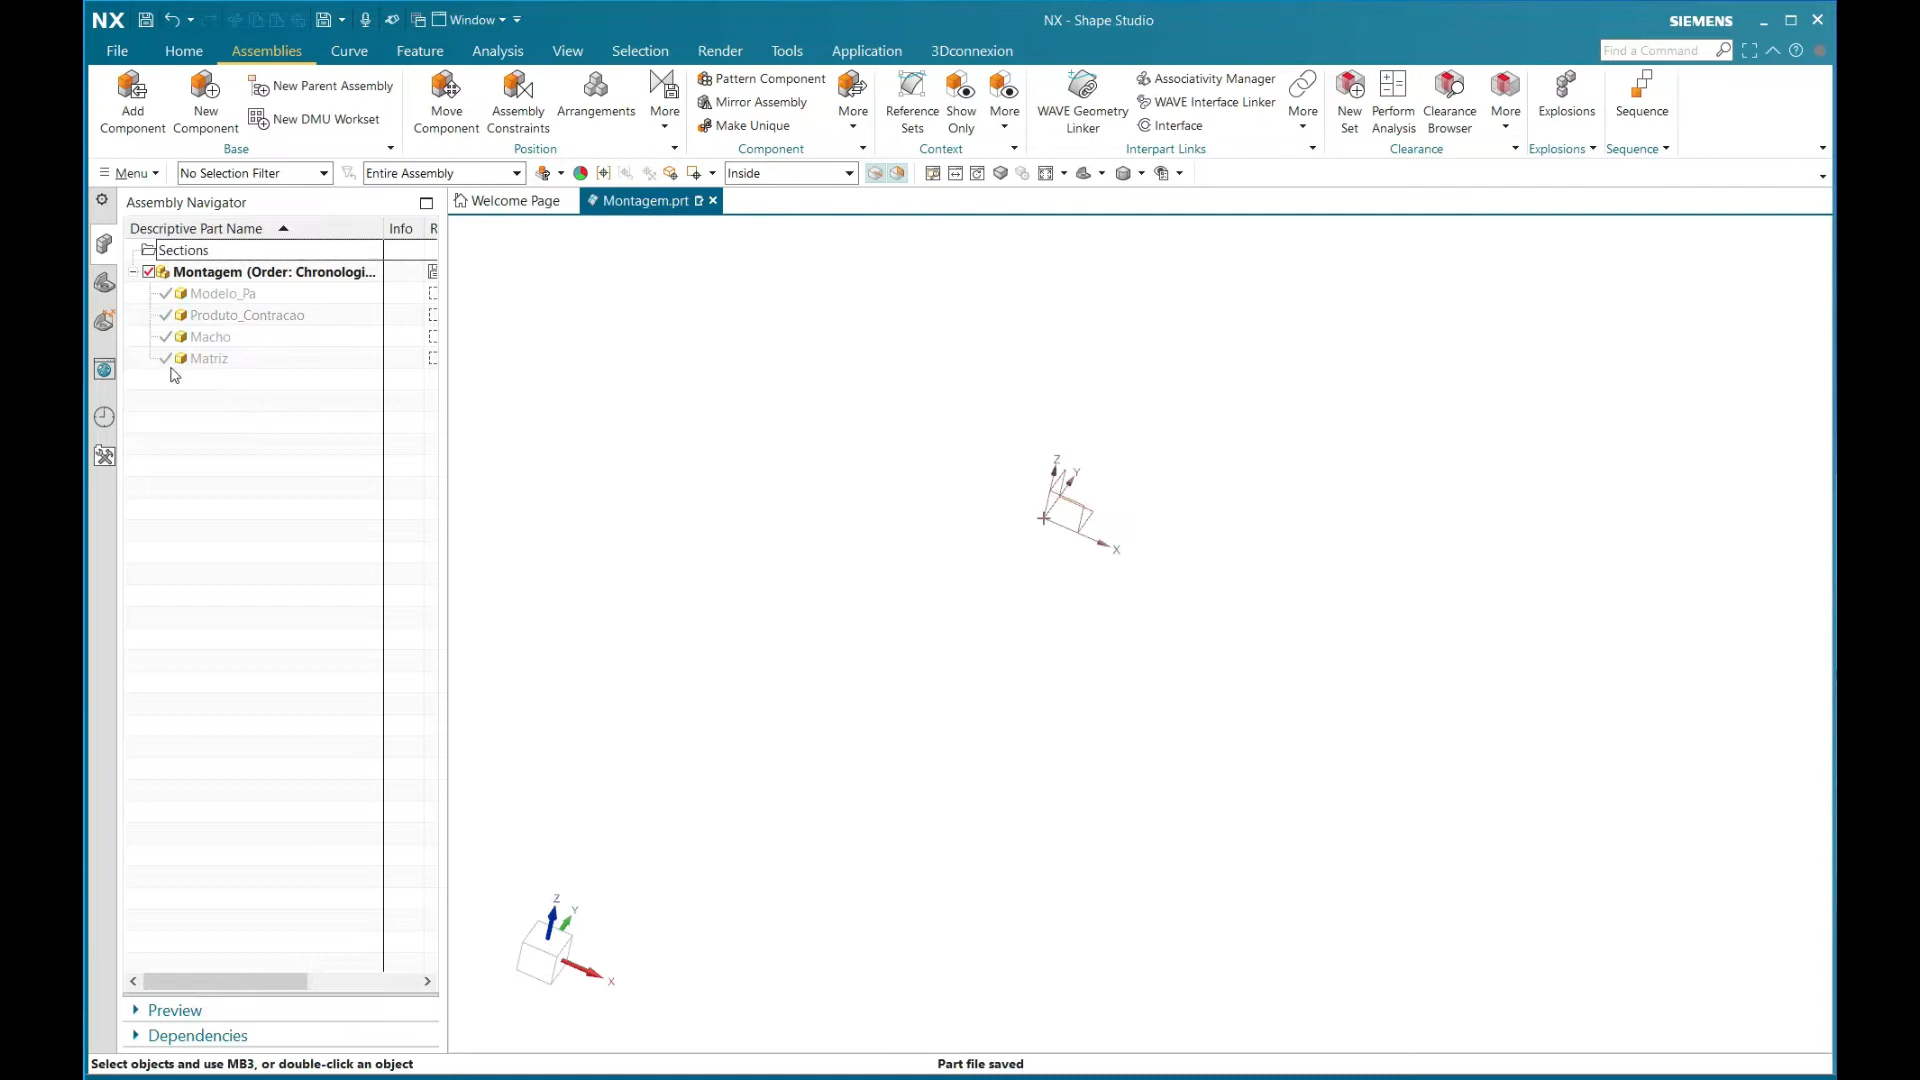 NX
Window
NX - Shape Studio
SIEMENS
File
Home
Assemblies
Curve
Feature
Analysis
View
Selection
Render
Tools
Application
3Dconnexion
Find a Command
Add
Component
New
Component
New Parent Assembly
New DMU Workset
Base
Move
Component
Assembly
Constraints
Arrangements
More
Position
Pattern Component
Mirror Assembly
Make Unique
More
Component
Reference
Sets
Show
Only
More
Context
WAVE Geometry
Linker
Associativity Manager
WAVE Interface Linker
Interface
More
Interpart Links
New
Set
Perform
Analysis
Clearance
Browser
More
Clearance
Explosions
Explosions
Sequence
Sequence
Menu
No Selection Filter
Entire Assembly
Inside
Assembly Navigator
Welcome Page
Montagem.prt
Descriptive Part Name
Info
R
Sections
Montagem (Order: Chronologi...
Modelo_Pa
Produto_Contracao
Macho
Matriz
Z
Y
X
Z
Y
X
Preview
Dependencies
Select objects and use MB3, or double-click an object
Part file saved